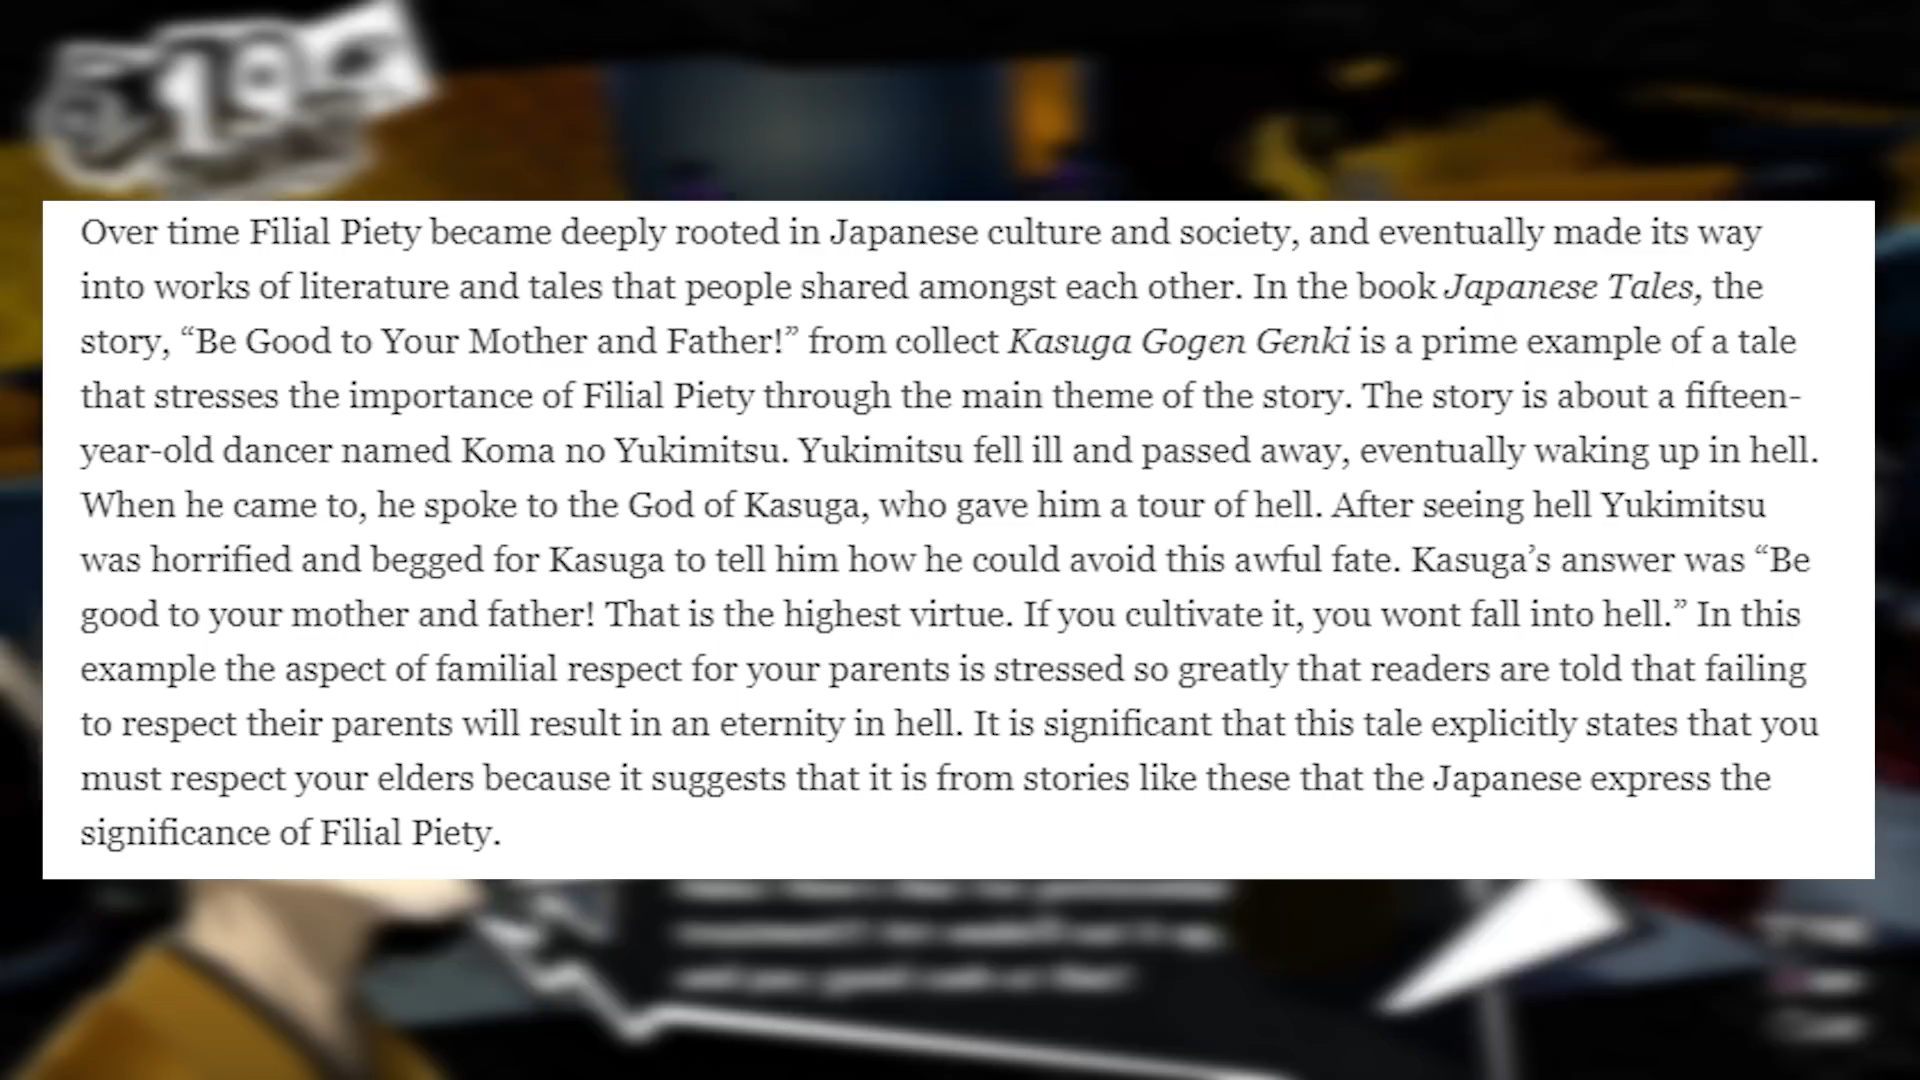 19
Over time Filial Piety became deeply rooted in Japanese culture and society, and eventually made its way
into works of literature and tales that people shared amongst each other. In the book Japanese Tales, the
story, “Be Good to Your Mother and Father!” from collect Kasuga Gogen Genki is a prime example of a tale
that stresses the importance of Filial Piety through the main theme of the story. The story is about a fifteen-
year-old dancer named Koma no Yukimitsu. Yukimitsu fell ill and passed away, eventually waking up in hell.
When he came to, he spoke to the God of Kasuga, who gave him a tour of hell. After seeing hell Yukimitsu
was horrified and begged for Kasuga to tell him how he could avoid this awful fate. Kasuga’s answer was “Be
good to your mother and father! That is the highest virtue. If you cultivate it, you wont fall into hell.” In this
example the aspect of familial respect for your parents is stressed so greatly that readers are told that failing
to respect their parents will result in an eternity in hell. It is significant that this tale explicitly states that you
must respect your elders because it suggests that it is from stories like these that the Japanese express the
significance of Filial Piety.